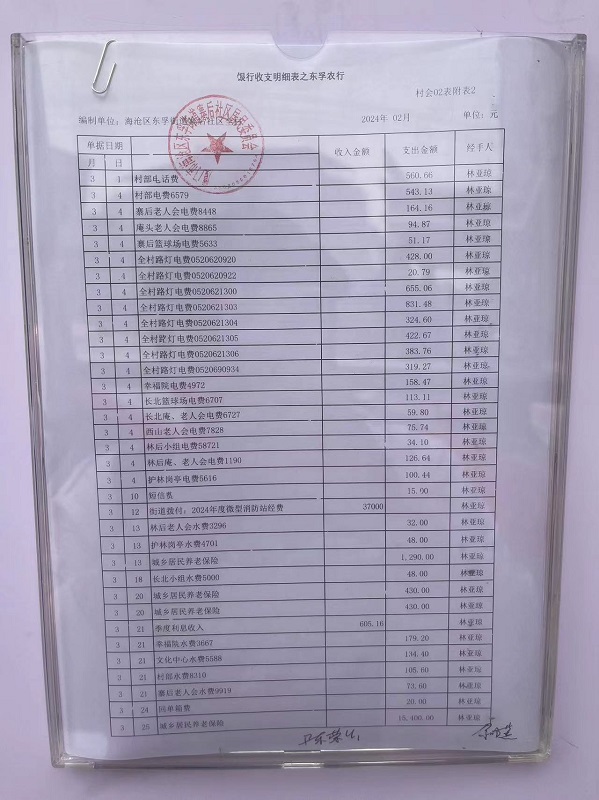 银行收支明细表之东孚农行
村会02表附表2
编制单位：海沧区东孚街道寨后社区
2024年 02月
单位：元
单据日期 收入金额 支出金额 经手人
月 日
3 4 村部电话费 560.66 林亚琼
3 4 村部电费6579 543.13 林亚琼
3 4 寨后老人会电费8448 164.16 林亚琼
3 4 庵头老人会电费8865 94.87 林亚琼
3 4 寨后篮球场电费5633 51.17 林亚琼
3 4 全村路灯电费0520620920 428.00 林亚琼
3 4 全村路灯电费0520620922 20.79 林亚琼
3 4 全村路灯电费0520621300 655.06 林亚琼
3 4 全村路灯电费0520621303 831.48 林亚琼
3 4 全村路灯电费0520621304 324.60 林亚琼
3 4 全村路灯电费0520621305 422.67 林亚琼
3 4 全村路灯电费0520621306 383.76 林亚琼
3 4 全村路灯电费0520690934 319.27 林亚琼
3 4 幸福院电费4972 158.47 林亚琼
3 4 长北篮球场电费6707 113.11 林亚琼
3 4 长北庵、老人会电费6727 59.80 林亚琼
3 4 西山老人会电费7828 75.74 林亚琼
3 4 林后小组电费58721 34.10 林亚琼
3 4 林后庵、老人会电费1190 126.64 林亚琼
3 4 护林岗亭电费5616 100.44 林亚琼
3 10 短信费 15.00 林亚琼
3 12 街道拨付：2024年度微型消防站经费 37000 林亚琼
3 13 林后老人会水费3296 32.00 林亚琼
3 13 护林岗亭水费4701 48.00 林亚琼
3 13 城乡居民养老保险 1,290.00 林亚琼
3 18 长北小组水费5000 48.00 林亚琼
3 20 城乡居民养老保险 430.00 林亚琼
3 20 城乡居民养老保险 430.00 林亚琼
3 21 季度利息收入 605.16 林亚琼
3 21 幸福院水费3667 179.20 林亚琼
3 21 文化中心水费5588 134.40 林亚琼
3 21 村部水费8310 105.60 林亚琼
3 21 寨后老人会水费9919 73.60 林亚琼
3 24 回单箱费 20.00 林亚琼
3 25 城乡居民养老保险 15,400.00 林亚琼